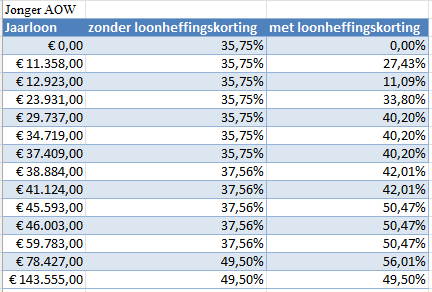 Jonger AOW
Jaarloon zonder loonheffingskorting met loonheffingskorting
€ 0,00 35,75% 0,00%
€ 11.358,00 35,75% 27,43%
€ 12.923,00 35,75% 11,09%
€ 23.931,00 35,75% 33,80%
€ 29.737,00 35,75% 40,20%
€ 34.719,00 35,75% 40,20%
€ 37.409,00 35,75% 40,20%
€ 38.884,00 37,56% 42,01%
€ 41.124,00 37,56% 42,01%
€ 45.593,00 37,56% 50,47%
€ 46.003,00 37,56% 50,47%
€ 59.783,00 37,56% 50,47%
€ 78.427,00 49,50% 56,01%
€ 143.555,00 49,50% 49,50%